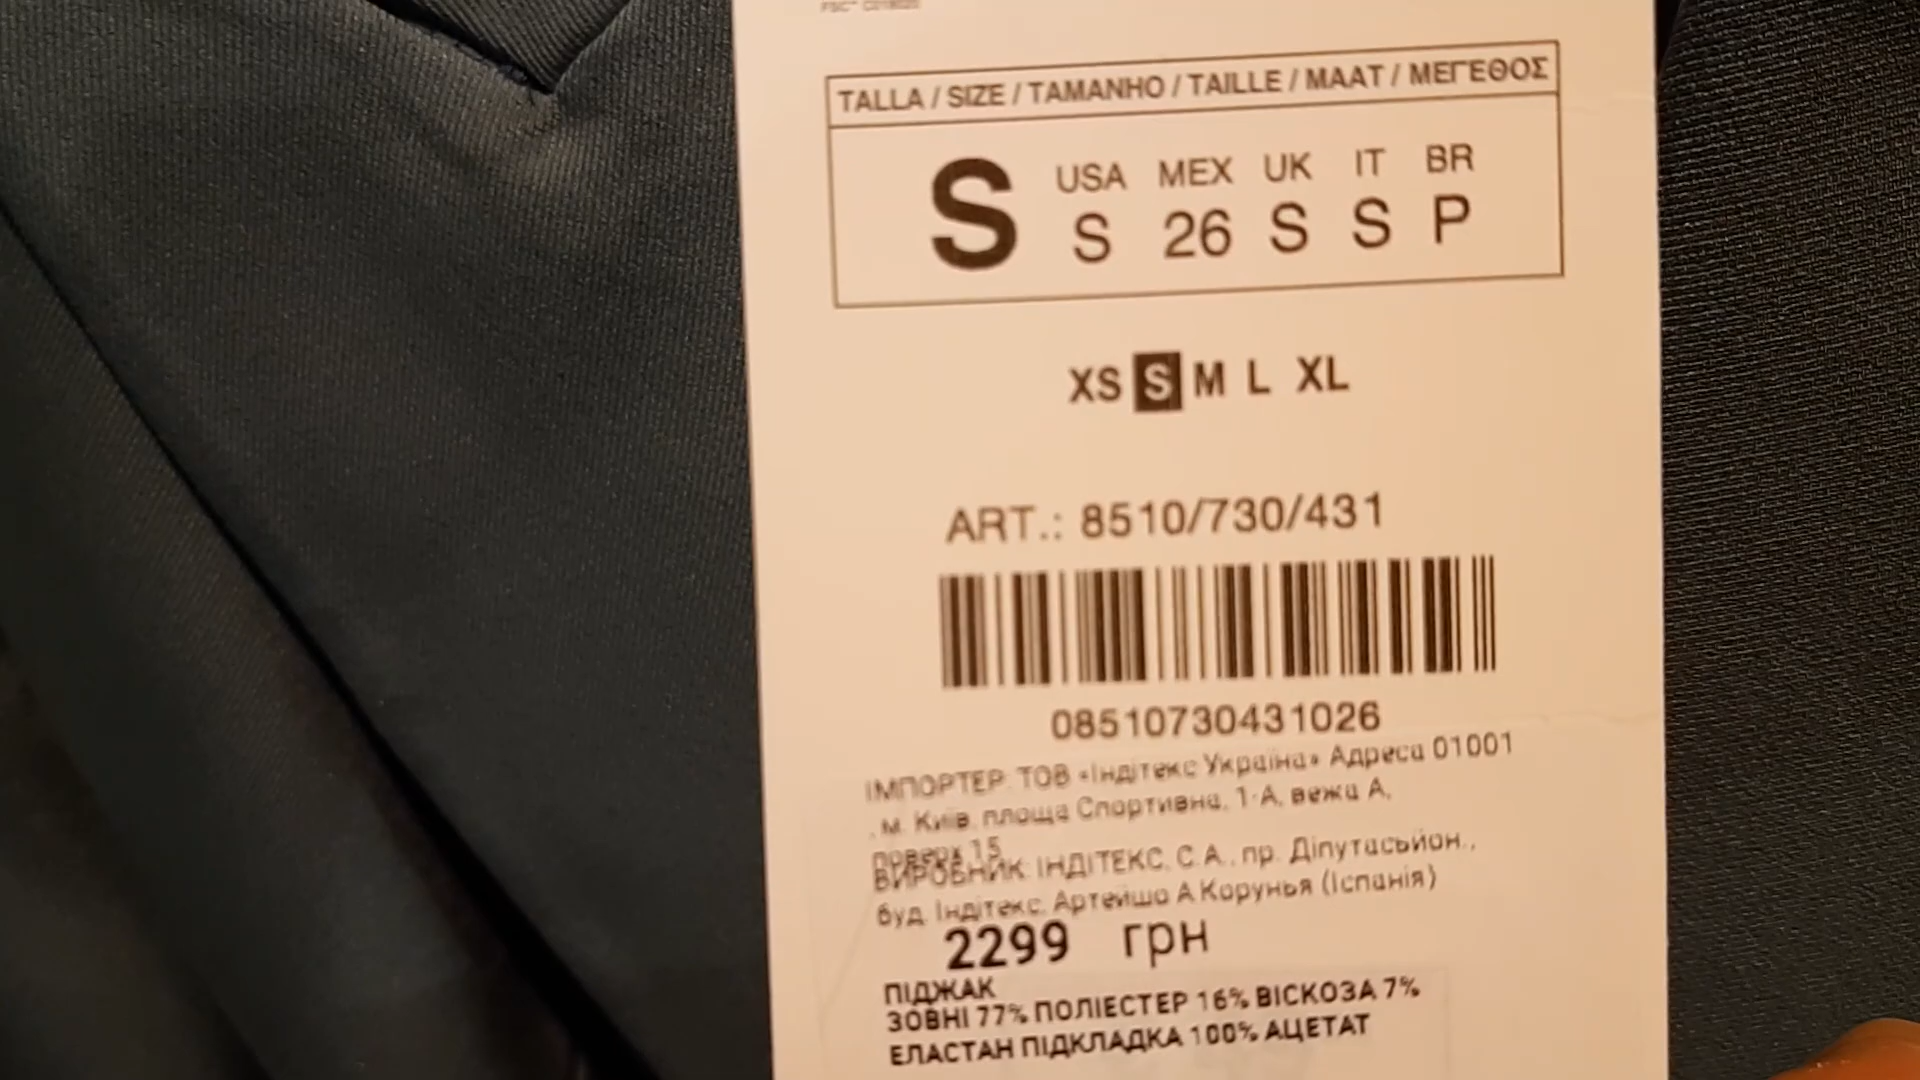 TALLA / SIZE / TAMANHO / TAILLE / MAAT / ΜΕΓΕΘΟΣ
S USA MEX UK IT BR
S 26 S S P
XS S M L XL
ART.: 8510/730/431
08510730431026
ІМПОРТЕР: ТОВ «Індітекс Україна» Адреса 01001
, м. Київ, площа Спортивна, 1-А, вежа А,
поверх 15
ВИРОБНИК: ІНДІТЕКС, С.А., пр. Діпутасьйон.,
буд. Індітекс, Артейшо А Корунья (Іспанія)
2299 грн
ПІДЖАК
ЗОВНІ 77% ПОЛІЕСТЕР 16% ВІСКОЗА 7%
ЕЛАСТАН ПІДКЛАДКА 100% АЦЕТАТ